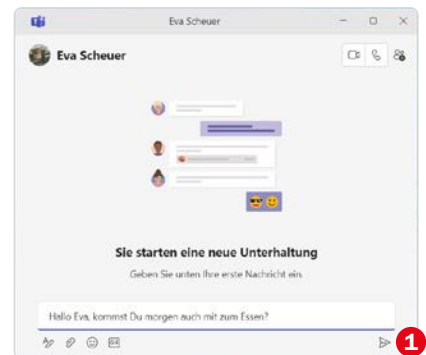 Eva Scheuer
Eva Scheuer
Sie starten eine neue Unterhaltung
Geben Sie unten Ihre erste Nachricht ein.
Hallo Eva, kommst Du morgen auch mit zum Essen?
1